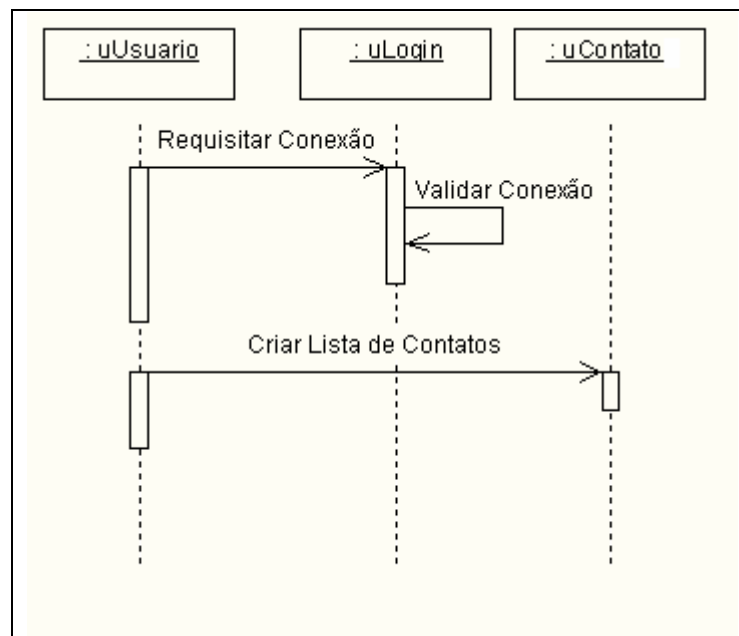 : uUsuario
: uLogin
: uContato
Requisitar Conexão
Validar Conexão
Criar Lista de Contatos